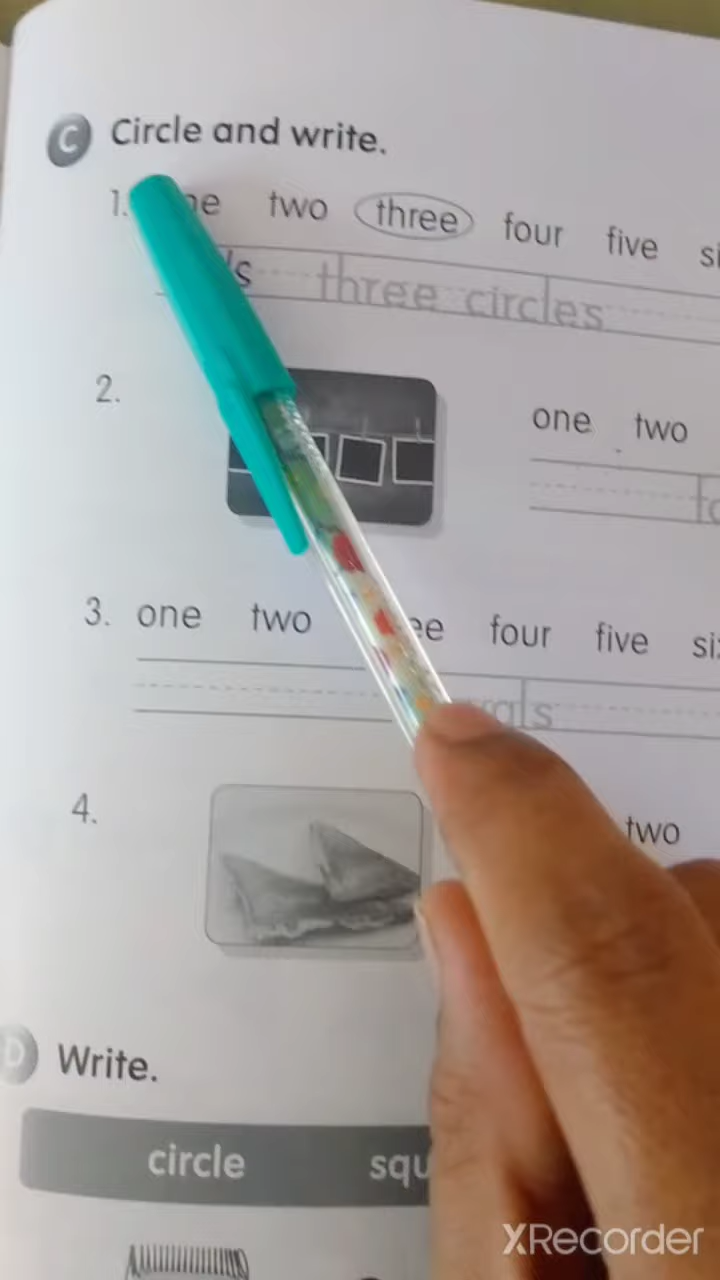 C Circle and write.
1. two three four five
three circles
2.
one two
3. one two four five
4.
two
D Write.
circle
XRecorder